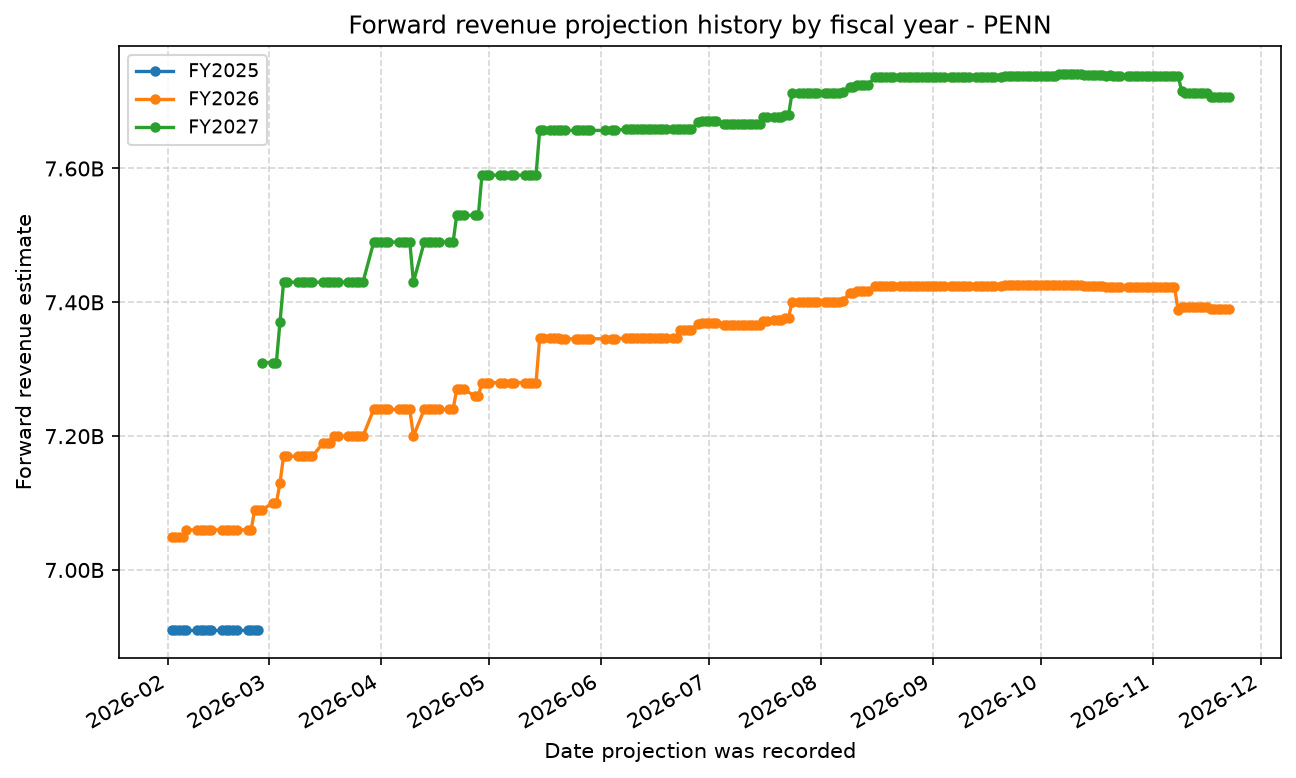 Forward revenue projection history by fiscal year - PENN
FY2025
FY2026
FY2027
7.60B
7.40B
7.20B
7.00B
Forward revenue estimate
2026-02
2026-03
2026-04
2026-05
2026-06
2026-07
2026-08
2026-09
2026-10
2026-11
2026-12
Date projection was recorded